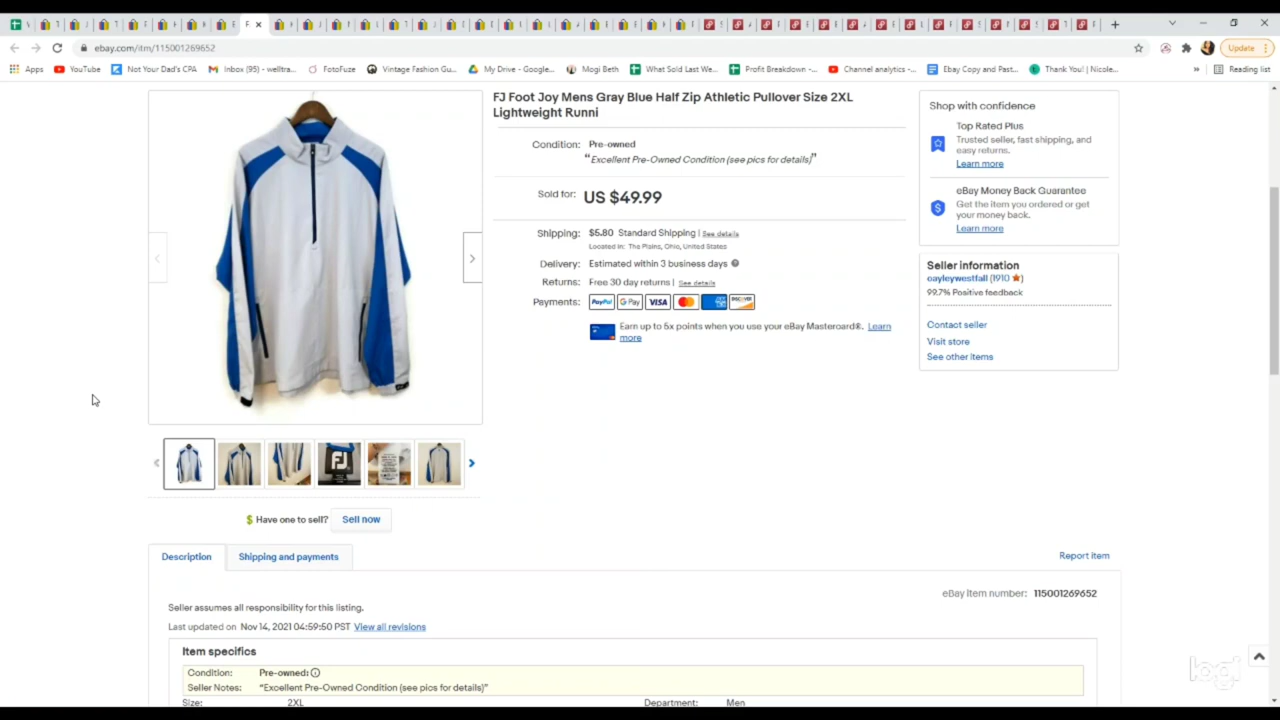 ebay.com/itm/115001269652
Update
Apps
YouTube
Not Your Dad's CPA
Inbox (95) - welltra...
FotoFuze
Vintage Fashion Gu...
My Drive - Google...
Mogi Beth
What Sold Last We...
Profit Breakdown -...
Channel analytics -...
Ebay Copy and Past...
Thank You! | Nicole...
»
Reading list
FJ Foot Joy Mens Gray Blue Half Zip Athletic Pullover Size 2XL
Lightweight Runni
Condition: Pre-owned
“Excellent Pre-Owned Condition (see pics for details)”
Sold for: US $49.99
Shipping: $5.80 Standard Shipping | See details
Located in: The Plains, Ohio, United States
Delivery: Estimated within 3 business days
Returns: Free 30 day returns | See details
Payments: PayPal G Pay VISA DISCOVER
Earn up to 5x points when you use your eBay Mastercard®. Learn
more
Shop with confidence
Top Rated Plus
Trusted seller, fast shipping, and
easy returns.
Learn more
eBay Money Back Guarantee
Get the item you ordered or get
your money back.
Learn more
Seller information
oayleywestfall (1910)
99.7% Positive feedback
Contact seller
Visit store
See other items
FJ
$ Have one to sell? Sell now
Description
Shipping and payments
Report item
eBay item number: 115001269652
Seller assumes all responsibility for this listing.
Last updated on Nov 14, 2021 04:59:50 PST View all revisions
Item specifics
Condition: Pre-owned:
Seller Notes: “Excellent Pre-Owned Condition (see pics for details)”
Size: 2XL
Department: Men
logi